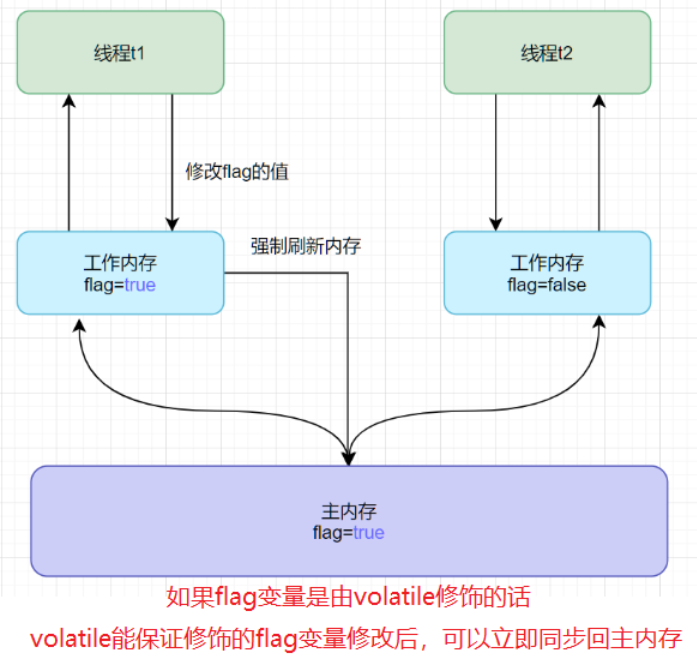 线程t1
线程t2
修改flag的值
强制刷新内存
工作内存
flag=true
工作内存
flag=false
主内存
flag=true
如果flag变量是由volatile修饰的话
volatile能保证修饰的flag变量修改后，可以立即同步回主内存